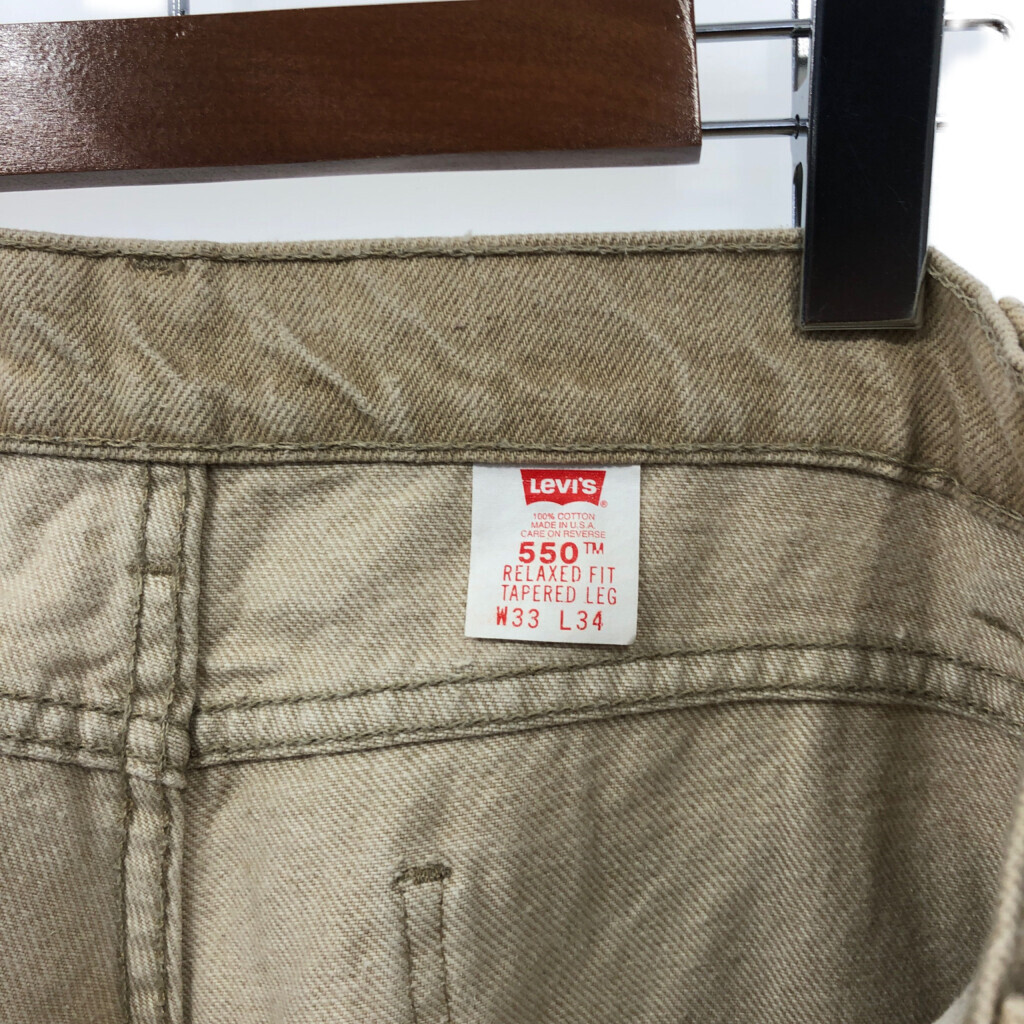 Levi's®
100% COTTON
MADE IN U.S.A
CARE ON REVERSE
550™
RELAXED FIT
TAPERED LEG
W33 L34